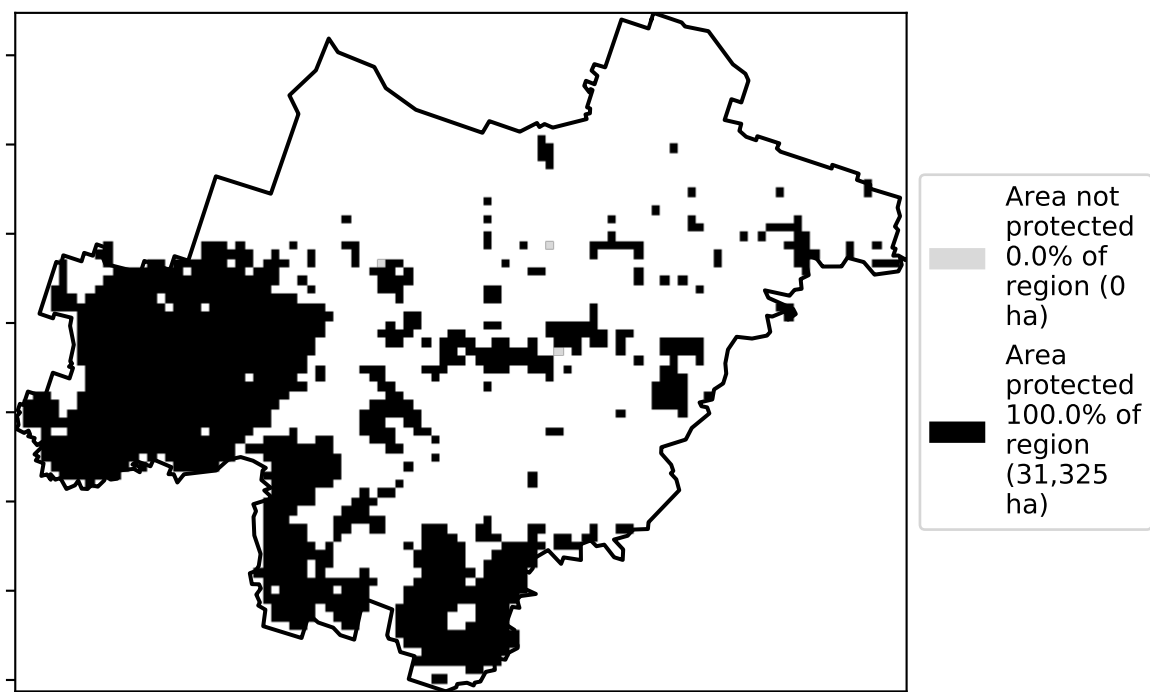 Area not
protected
0.0% of
region (0
ha)
Area
protected
100.0% of
region
(31,325
ha)